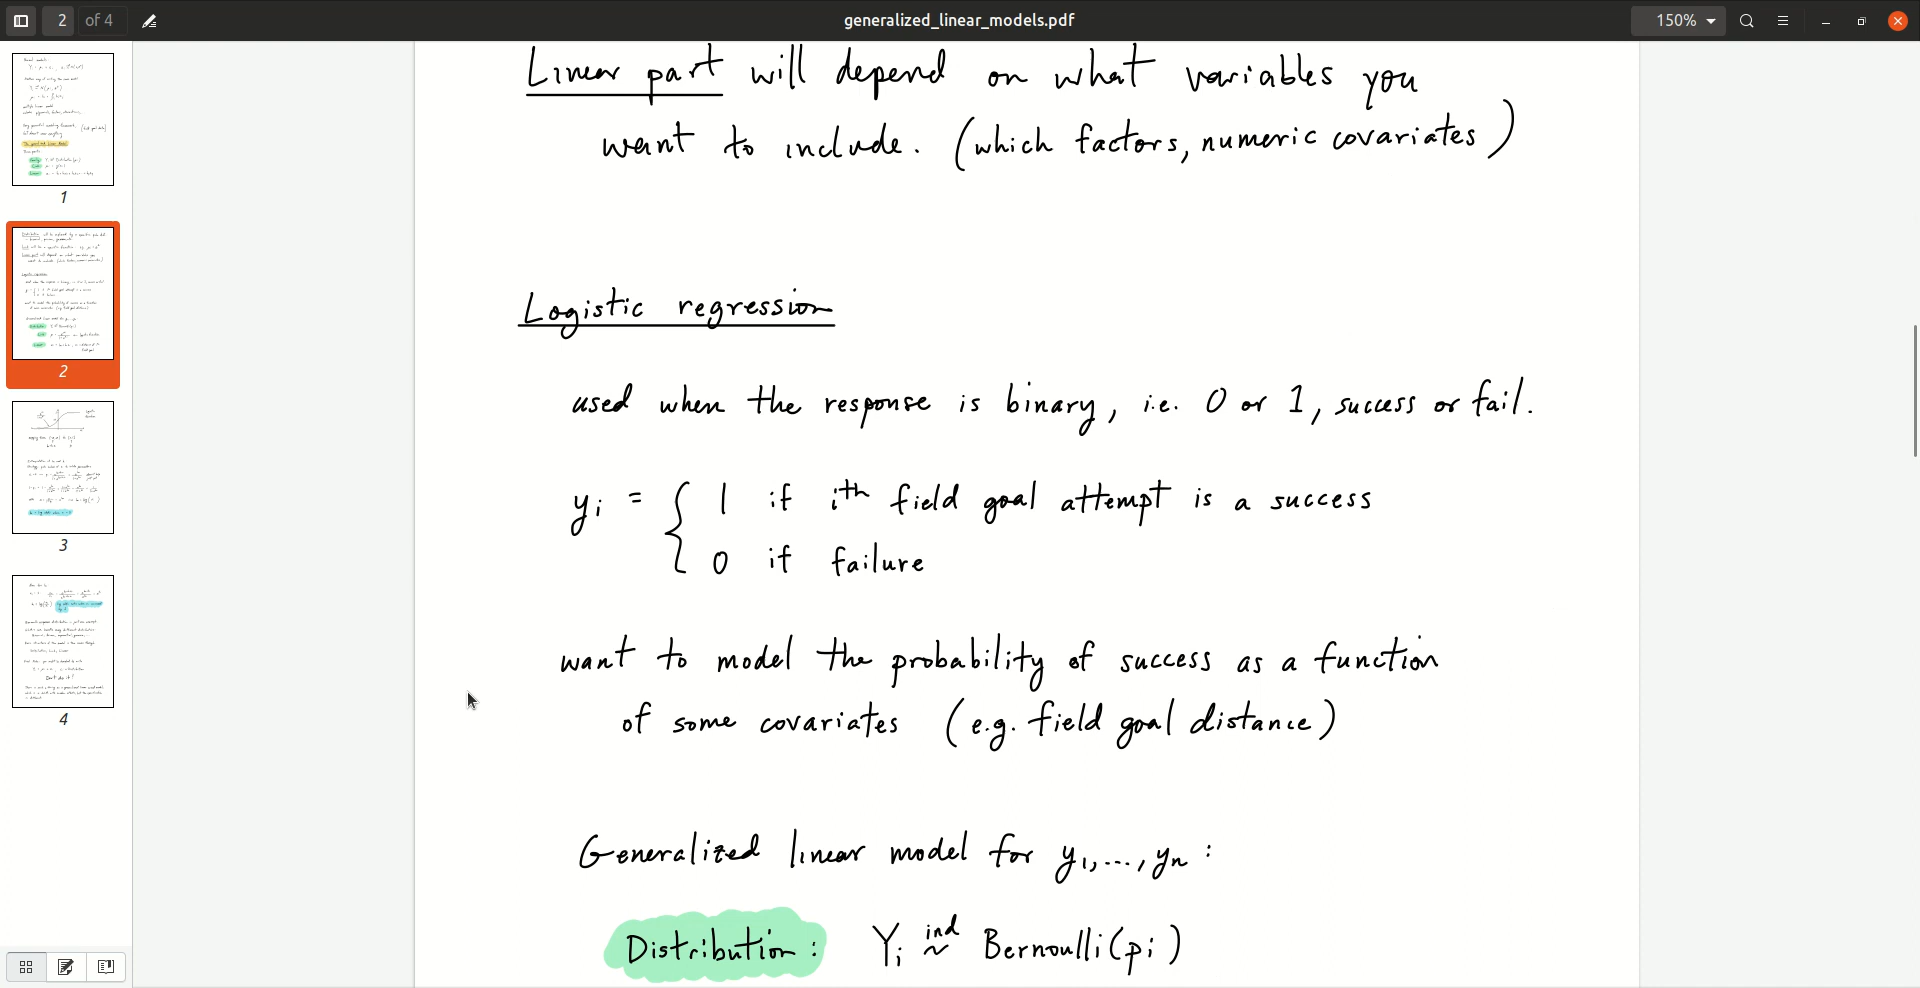 2 of 4
generalized_linear_models.pdf
150%
1
2
3
4
Linear part will depend on what variables you
want to include. (which factors, numeric covariates)
Logistic regression
used when the response is binary, i.e. 0 or 1, success or fail.
yi = { 1 if ith field goal attempt is a success
0 if failure
want to model the probability of success as a function
of some covariates (e.g. field goal distance)
Generalized linear model for y1,...,yn :
Distribution: Yi ind ~ Bernoulli(pi)